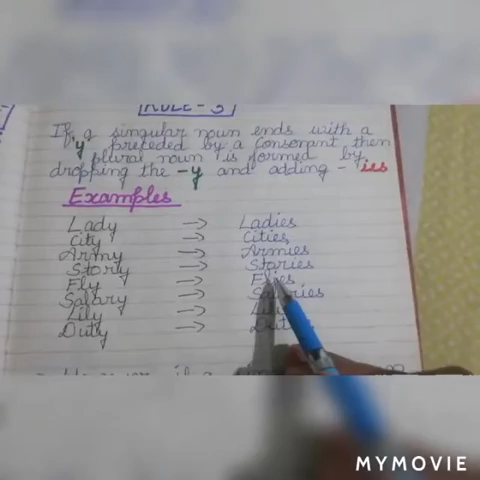 RULE-3
If a singular noun ends with a
'y' preceded by a consonant then
plural noun is formed by
dropping the -y and adding - ies
Examples
Lady → Ladies
City → Cities
Army → Armies
Story → Stories
Fly → Flies
Salary → Salaries
Lily →
Duty →
MYMOVIE